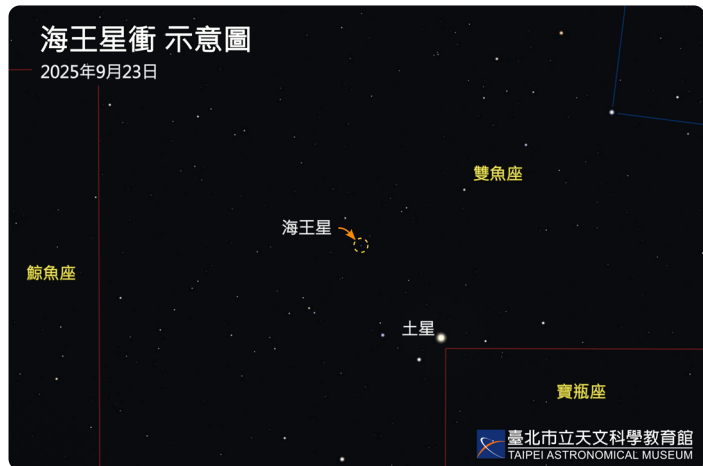 海王星衝 示意圖
2025年9月23日
雙魚座
海王星
鯨魚座
土星
寶瓶座
臺北市立天文科學教育館
TAIPEI ASTRONOMICAL MUSEUM